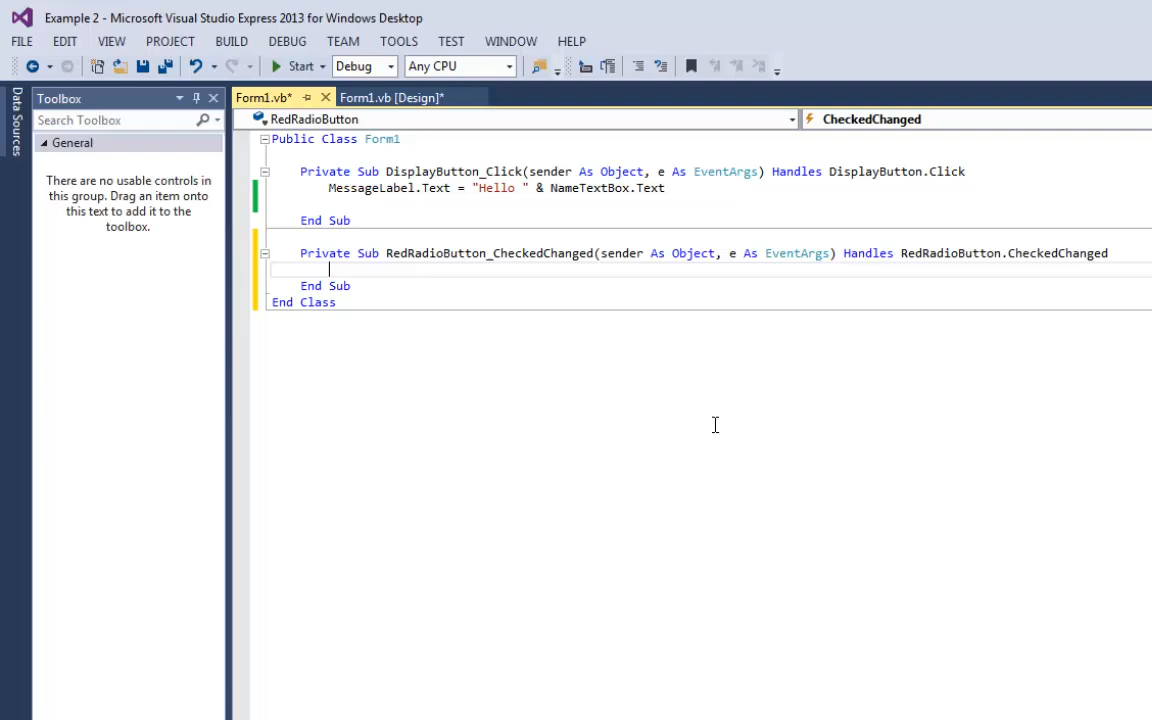 Example 2 - Microsoft Visual Studio Express 2013 for Windows Desktop
FILE EDIT VIEW PROJECT BUILD DEBUG TEAM TOOLS TEST WINDOW HELP
Start Debug Any CPU
Data Sources
Toolbox
Form1.vb* Form1.vb [Design]*
Search Toolbox
RedRadioButton CheckedChanged
General
There are no usable controls in
this group. Drag an item onto
this text to add it to the
toolbox.
Public Class Form1
Private Sub DisplayButton_Click(sender As Object, e As EventArgs) Handles DisplayButton.Click
MessageLabel.Text = "Hello " & NameTextBox.Text
End Sub
Private Sub RedRadioButton_CheckedChanged(sender As Object, e As EventArgs) Handles RedRadioButton.CheckedChanged
End Sub
End Class